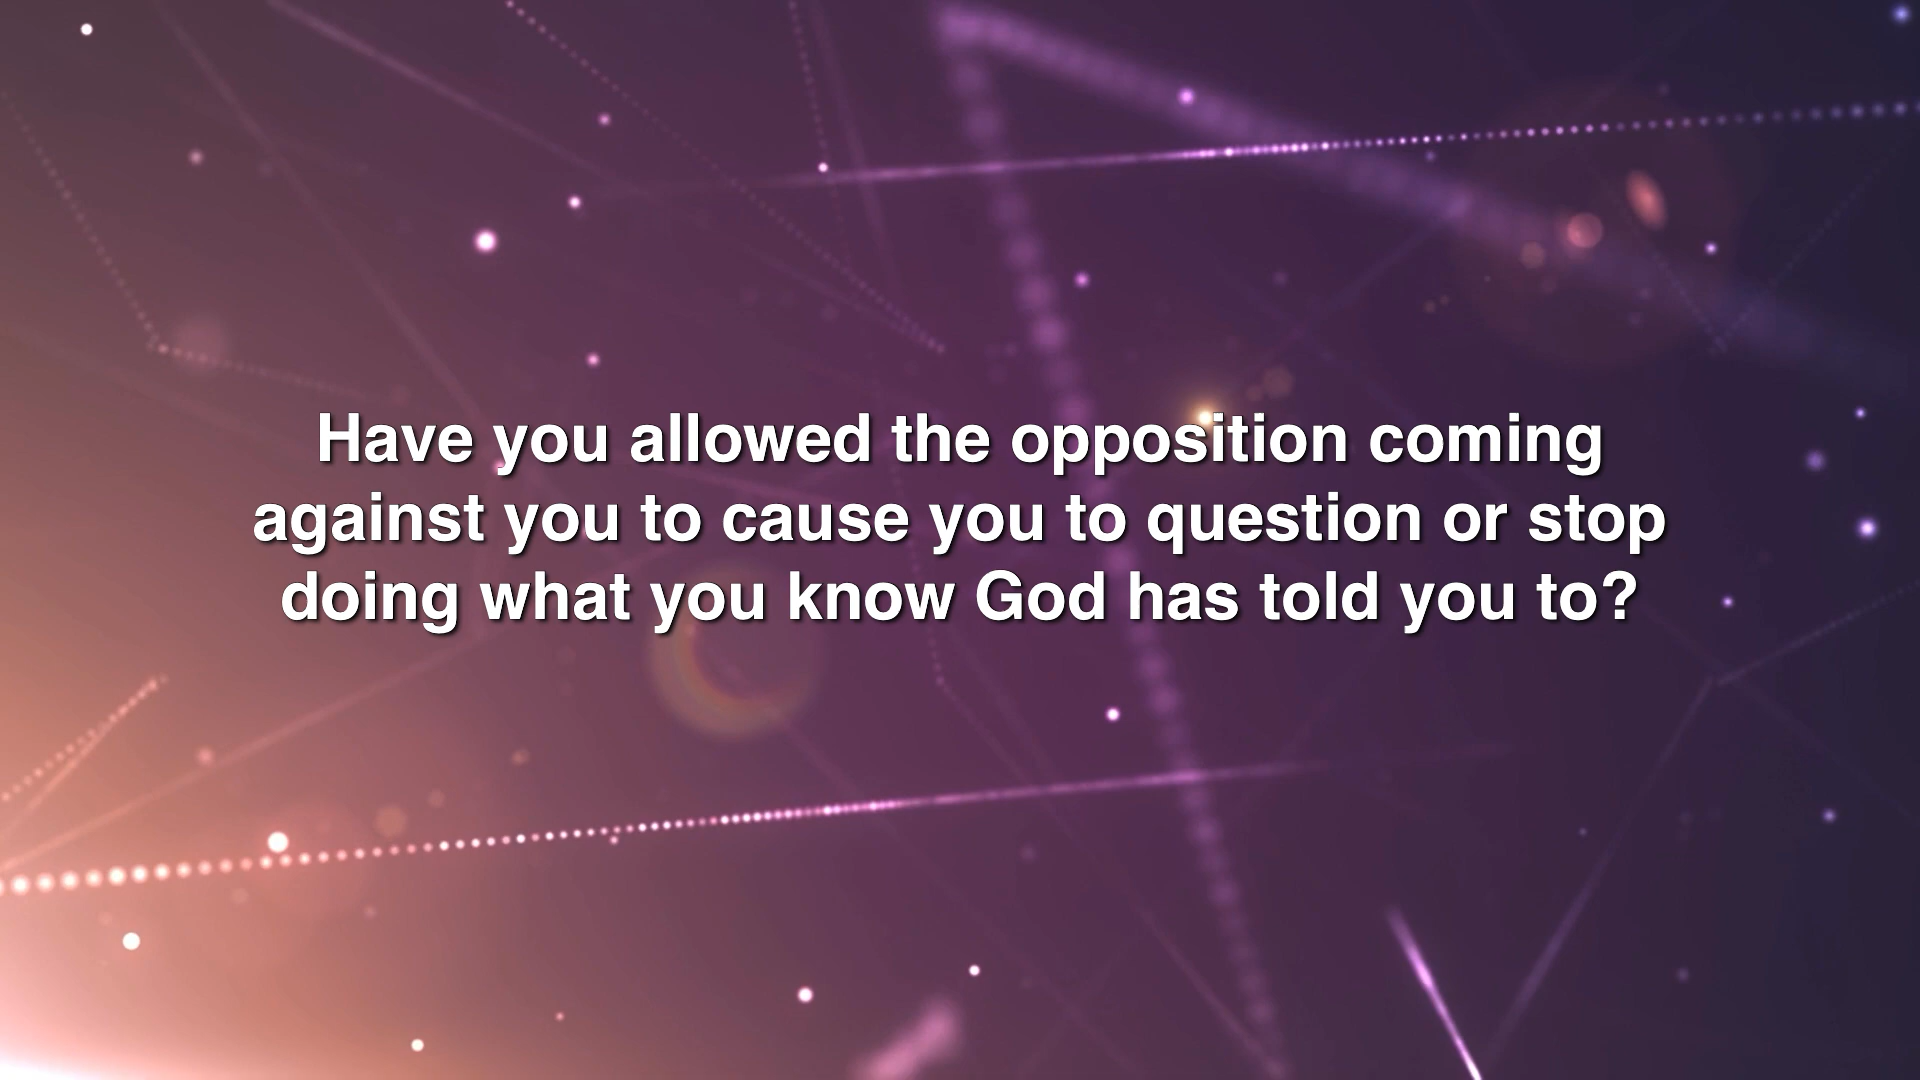 Have you allowed the opposition coming
against you to cause you to question or stop
doing what you know God has told you to?